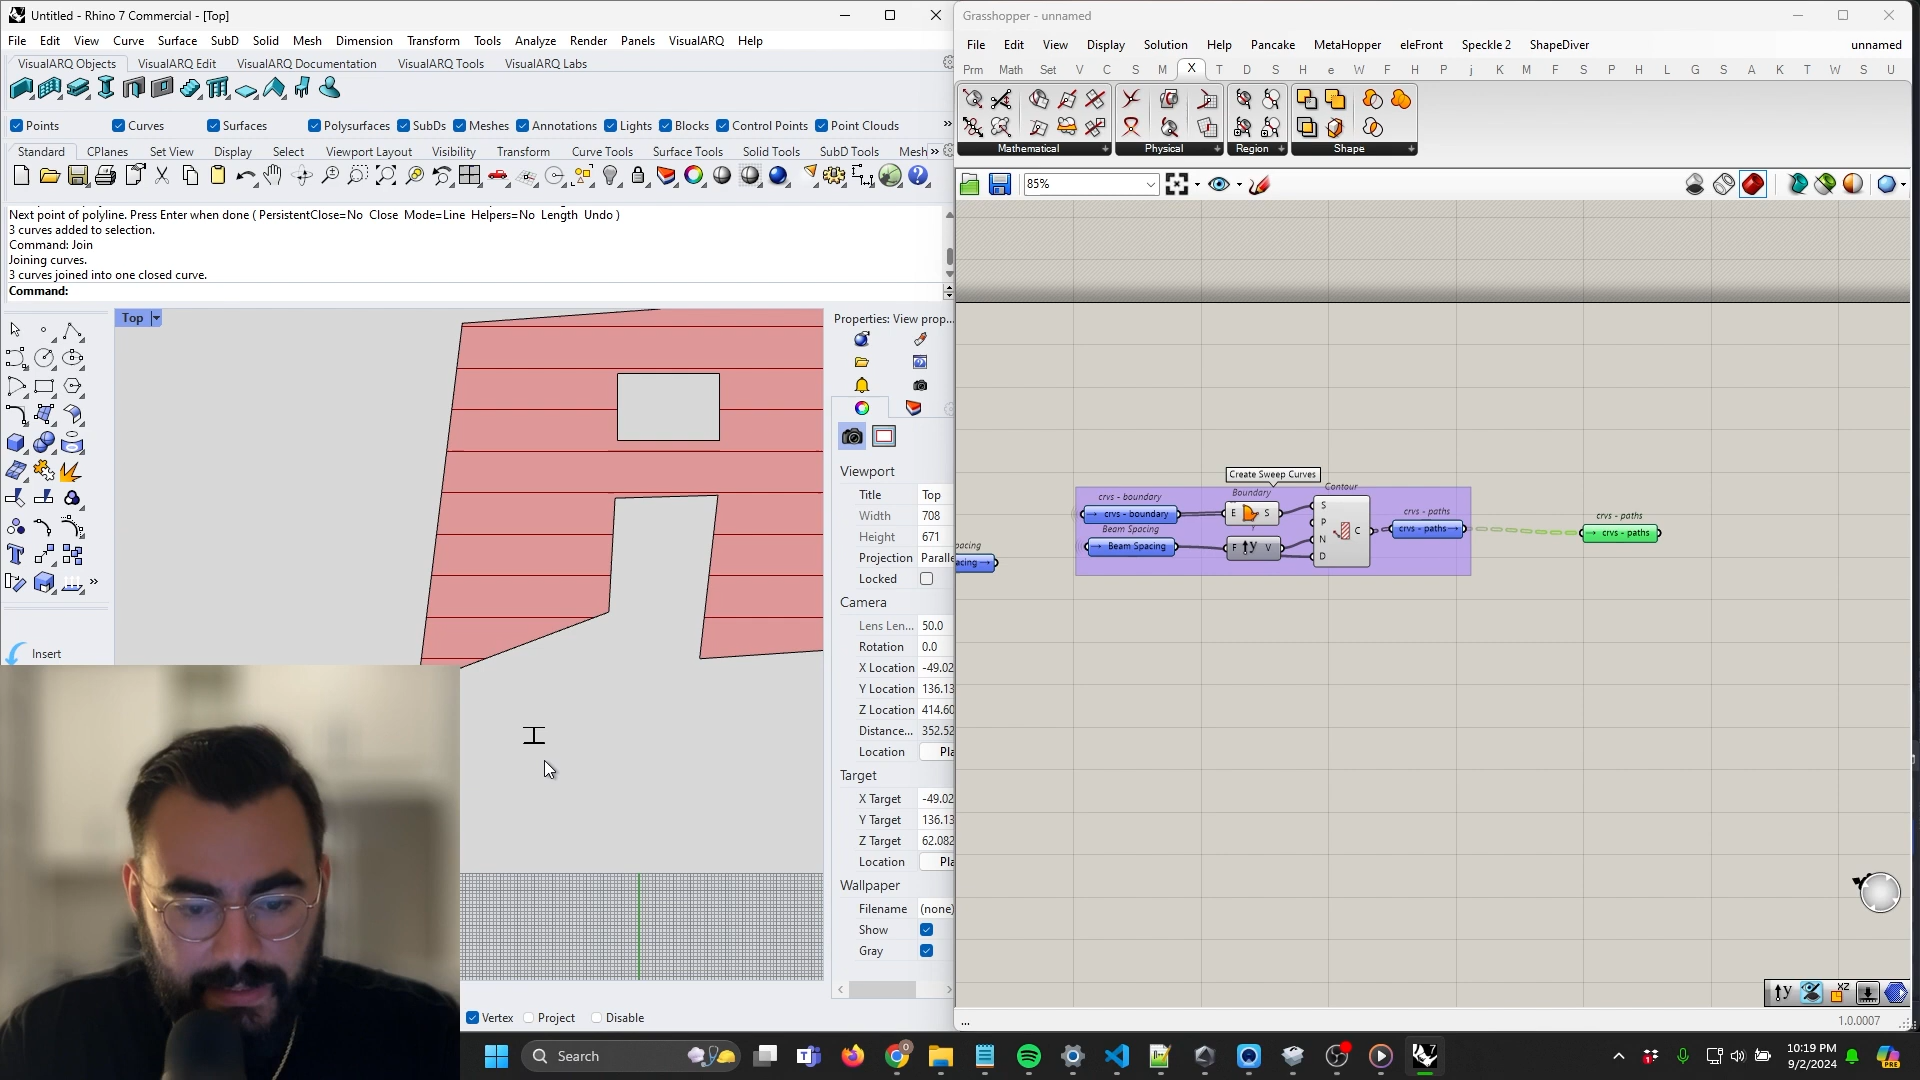 Untitled - Rhino 7 Commercial - [Top]
File Edit View Curve Surface SubD Solid Mesh Dimension Transform Tools Analyze Render Panels VisualARQ Help
VisualARQ Objects VisualARQ Edit VisualARQ Documentation VisualARQ Tools VisualARQ Labs
Points Curves Surfaces Polysurfaces SubDs Meshes Annotations Lights Blocks Control Points Point Clouds »
Standard CPlanes Set View Display Select Viewport Layout Visibility Transform Curve Tools Surface Tools Solid Tools SubD Tools Mesh »
Next point of polyline. Press Enter when done ( PersistentClose=No Close Mode=Line Helpers=No Length Undo )
3 curves added to selection.
Command: Join
Joining curves.
3 curves joined into one closed curve.
Command:
Top
Insert
Properties: View prop...
Viewport
Title Top
Width 708
Height 671
Projection Paralle
Locked
Camera
Lens Len... 50.0
Rotation 0.0
X Location -49.02
Y Location 136.13
Z Location 414.60
Distance... 352.52
Location Pla
Target
X Target -49.02
Y Target 136.13
Z Target 62.082
Location Pla
Wallpaper
Filename (none)
Show
Gray
Vertex Project Disable
Grasshopper - unnamed
File Edit View Display Solution Help Pancake MetaHopper eleFront Speckle 2 ShapeDiver unnamed
Prm Math Set V C S M X T D S H e W F H P j K M F S P H L G S A K T W S U
Mathematical Physical Region Shape
85%
Create Sweep Curves
crvs - boundary Boundary Contour
crvs - boundary E S S
P
Beam Spacing
Beam Spacing F y V N C
D
crvs - paths
crvs - paths
crvs - paths
crvs - paths
pacing
acing
y
XZ
... 1.0.0007
Search
10:19 PM
9/2/2024